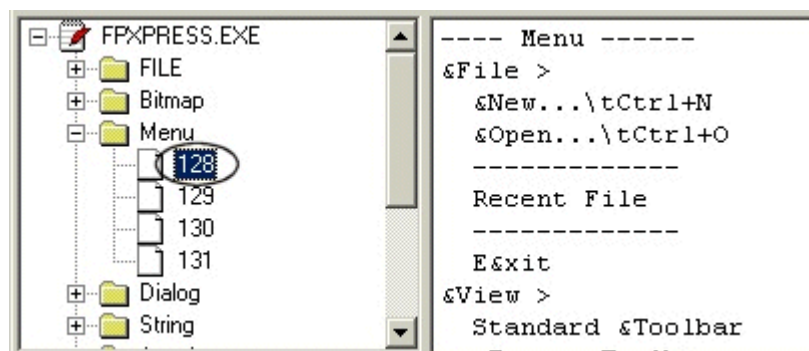 FPXPRESS.EXE
FILE
Bitmap
Menu
128
129
130
131
Dialog
String
---- Menu ------
&File >
&New...\tCtrl+N
&Open...\tCtrl+O
-------------
Recent File
-------------
E&xit
&View >
Standard &Toolbar